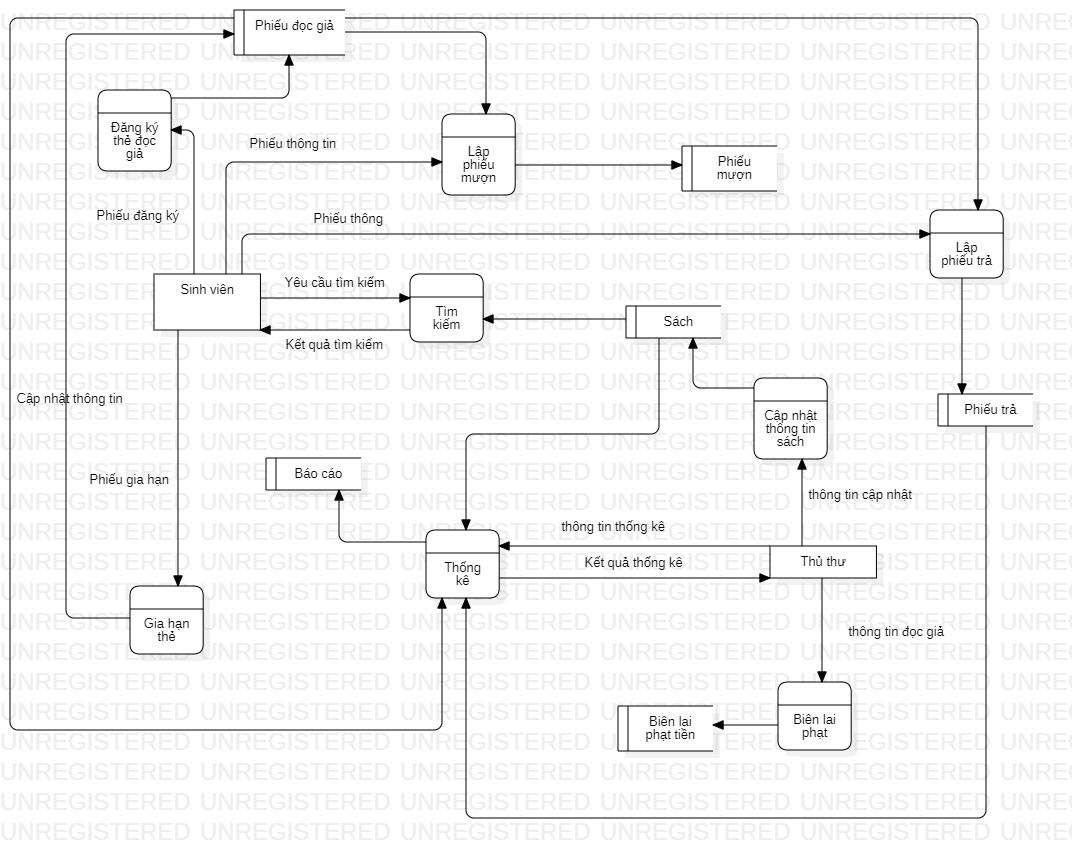 Phiếu đọc giả
Đăng ký
thẻ đọc
giả
Phiếu thông tin
Lập
phiếu
mượn
Phiếu
mượn
Phiếu đăng ký
Phiếu thông
Lập
phiếu trả
Sinh viên
Yêu cầu tìm kiếm
Tìm
kiếm
Kết quả tìm kiếm
Sách
Cập nhật thông tin
Cập nhật
thông tin
sách
Phiếu trả
Phiếu gia hạn
Báo cáo
thông tin cập nhật
thông tin thống kê
Kết quả thống kê
Thống
kê
Thủ thư
Gia hạn
thẻ
thông tin đọc giả
Biên lai
phạt tiền
Biên lai
phạt
UNREGISTERED